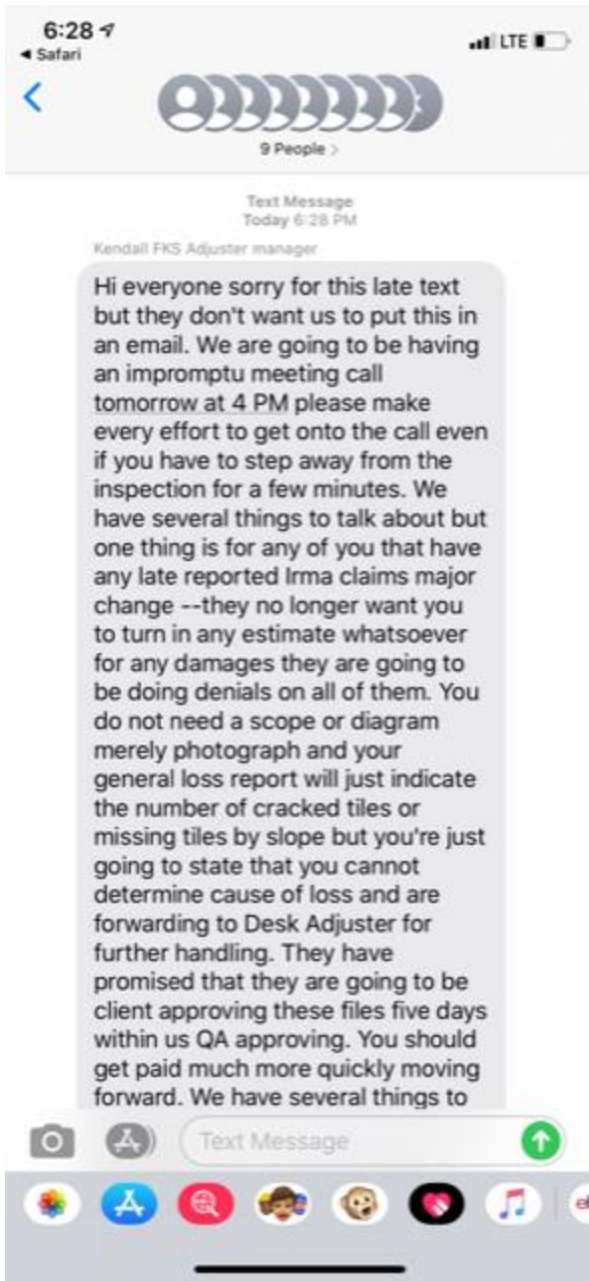 6:28
◀ Safari
LTE
9 People >
Text Message
Today 6:28 PM
Kendall FKS Adjuster manager
Hi everyone sorry for this late text
but they don't want us to put this in
an email. We are going to be having
an impromptu meeting call
tomorrow at 4 PM please make
every effort to get onto the call even
if you have to step away from the
inspection for a few minutes. We
have several things to talk about but
one thing is for any of you that have
any late reported Irma claims major
change --they no longer want you
to turn in any estimate whatsoever
for any damages they are going to
be doing denials on all of them. You
do not need a scope or diagram
merely photograph and your
general loss report will just indicate
the number of cracked tiles or
missing tiles by slope but you're just
going to state that you cannot
determine cause of loss and are
forwarding to Desk Adjuster for
further handling. They have
promised that they are going to be
client approving these files five days
within us QA approving. You should
get paid much more quickly moving
forward. We have several things to
Text Message